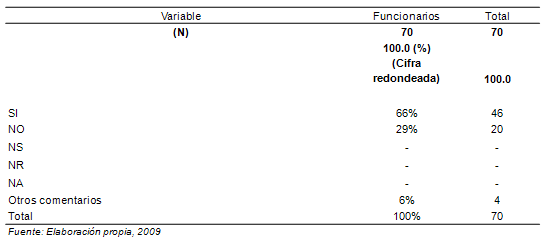 Variable Funcionarios Total
(N) 70 70
100.0 (%)
(Cifra
redondeada) 100.0
SI 66% 46
NO 29% 20
NS - -
NR - -
NA - -
Otros comentarios 6% 4
Total 100% 70
Fuente: Elaboración propia, 2009